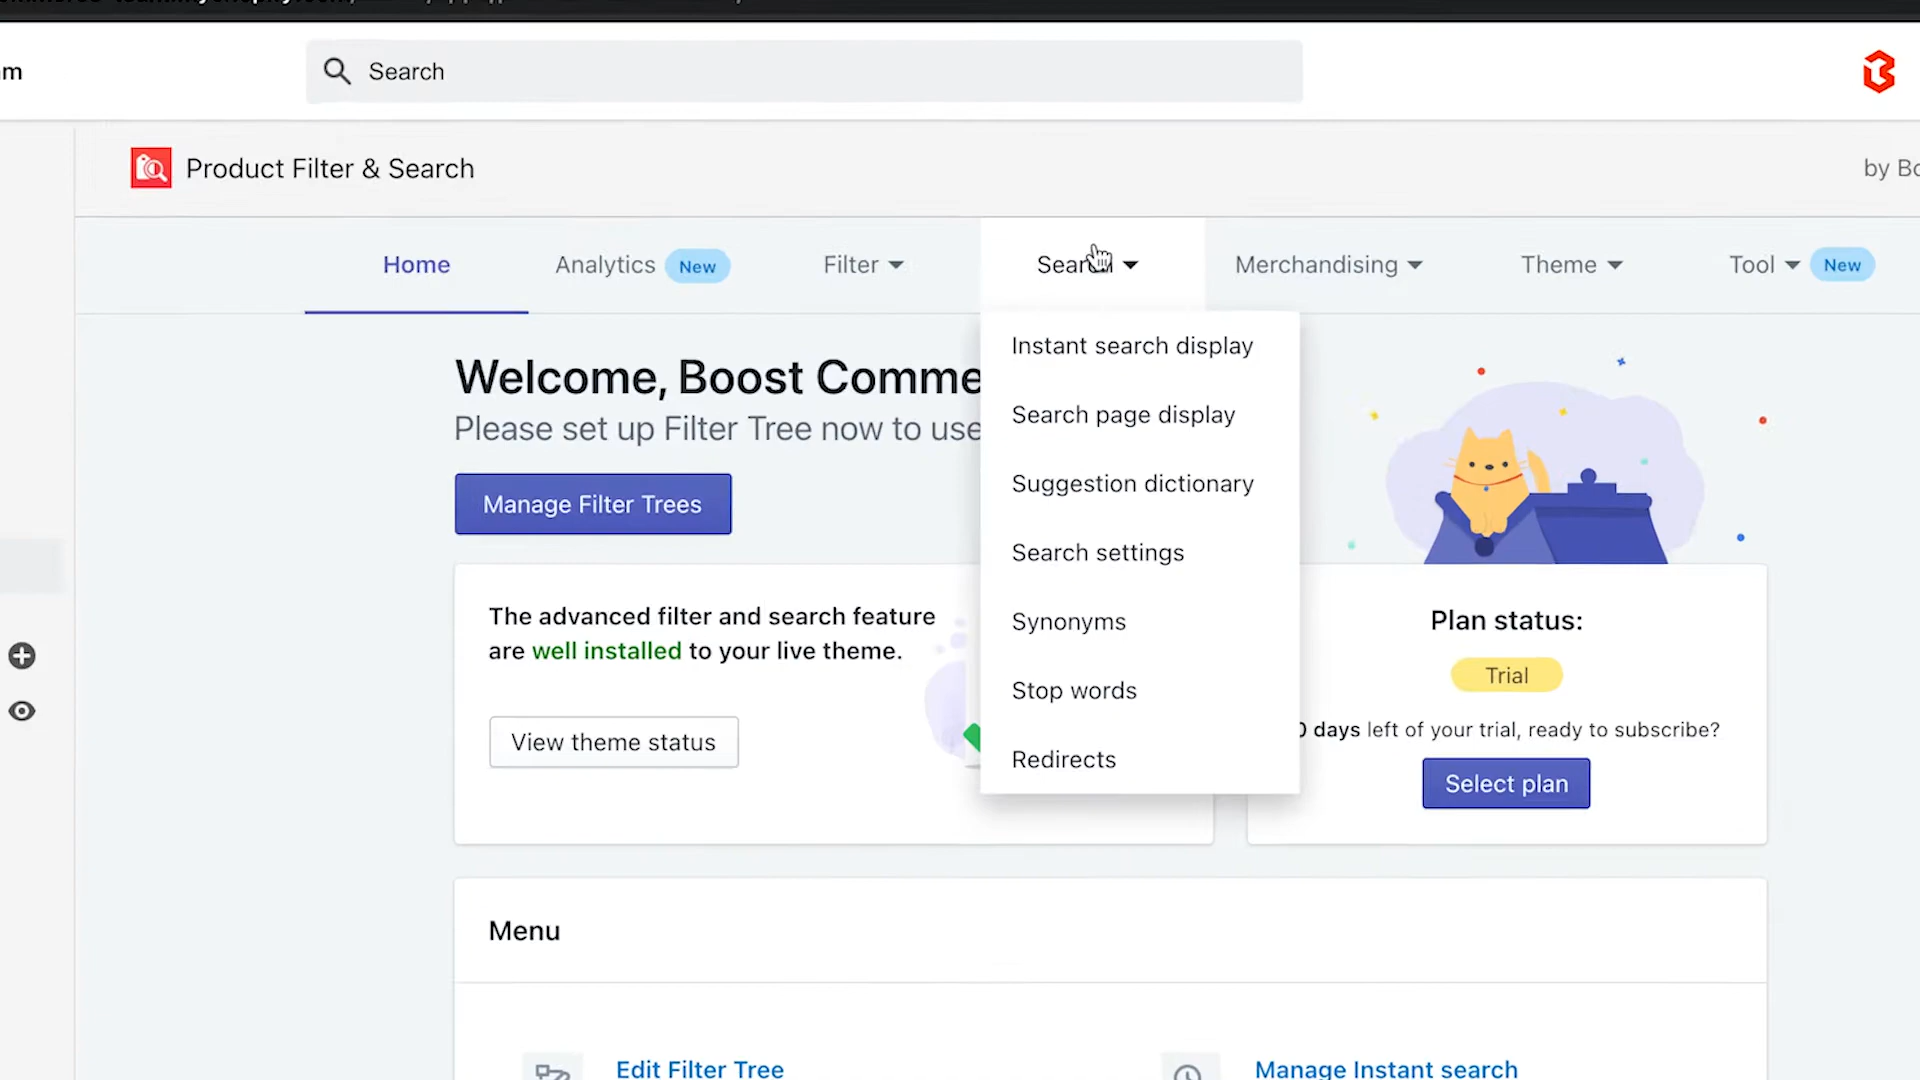 am
Search
Product Filter & Search
by Bo
Home
Analytics New
Filter
Search
Merchandising
Theme
Tool New
Instant search display
Search page display
Suggestion dictionary
Search settings
Synonyms
Stop words
Redirects
Welcome, Boost Comme
Please set up Filter Tree now to use
Manage Filter Trees
The advanced filter and search feature
are well installed to your live theme.
View theme status
Plan status:
Trial
0 days left of your trial, ready to subscribe?
Select plan
Menu
Edit Filter Tree
Manage Instant search